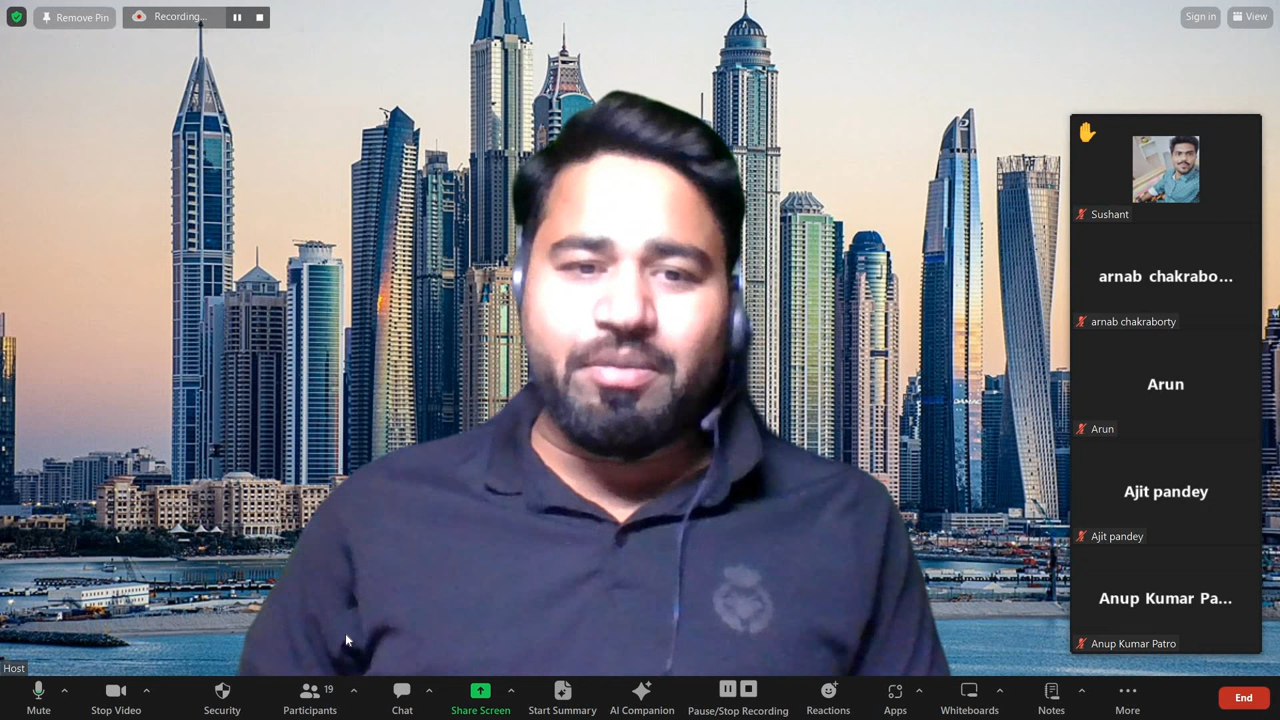 Remove Pin
Recording...
Sign in
View
Sushant
arnab chakrabo...
arnab chakraborty
Arun
Arun
Ajit pandey
Ajit pandey
Anup Kumar Pa...
Anup Kumar Patro
DAMAC
Host
Mute
Stop Video
Security
19
Participants
Chat
Share Screen
Start Summary
AI Companion
Pause/Stop Recording
Reactions
Apps
Whiteboards
Notes
More
End